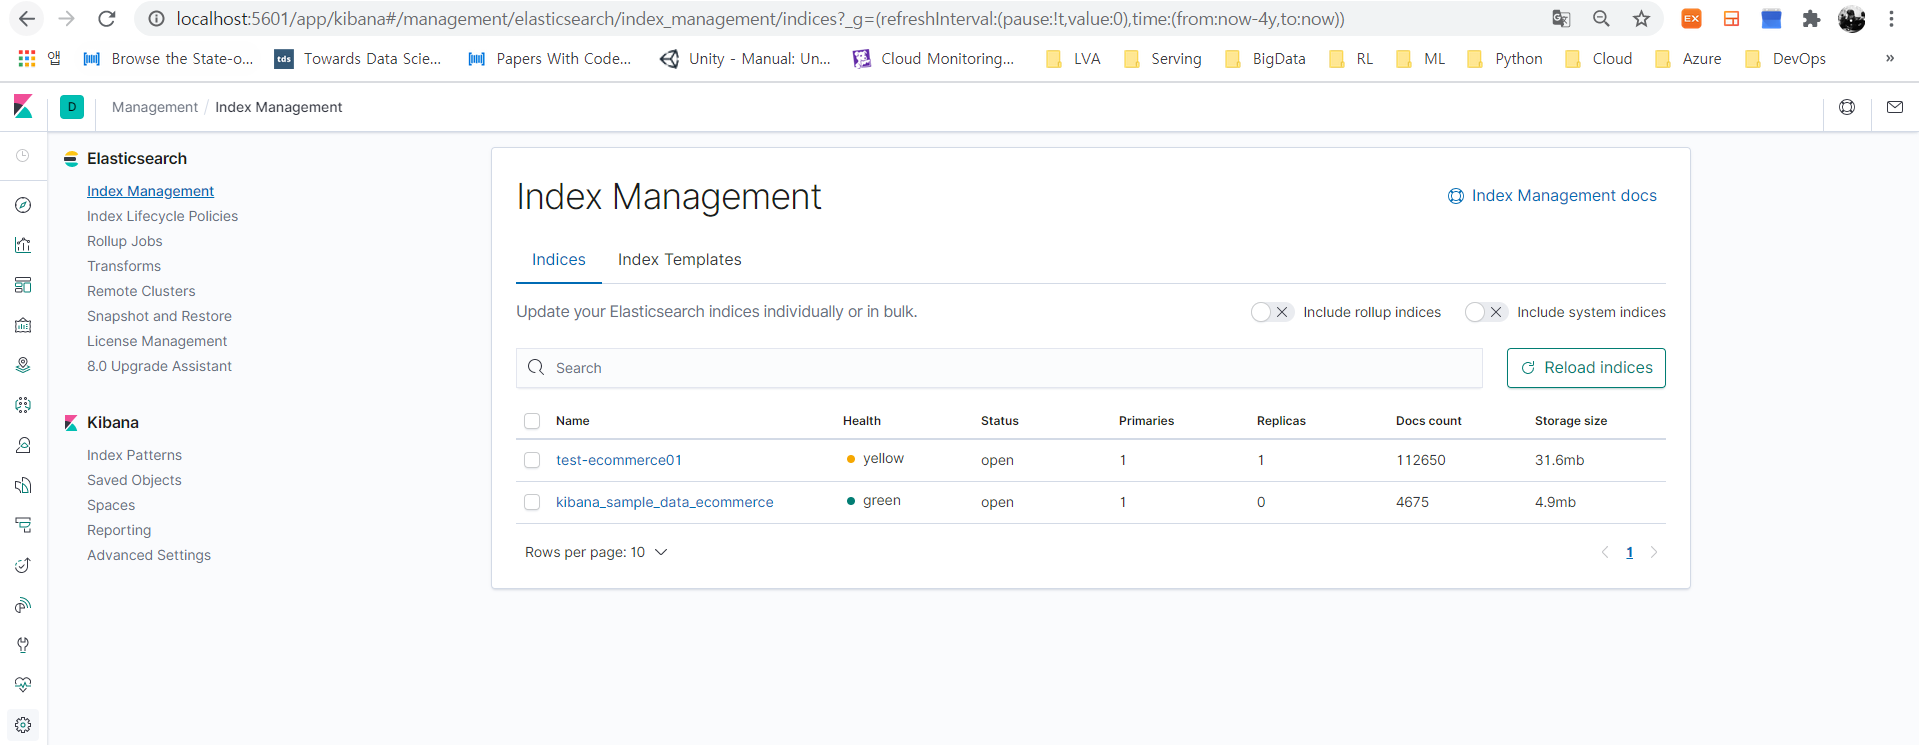 localhost:5601/app/kibana#/management/elasticsearch/index_management/indices?_g=(refreshInterval:(pause:!t,value:0),time:(from:now-4y,to:now))
EX
앱 Browse the State-o... tds Towards Data Scie... Papers With Code... Unity - Manual: Un... Cloud Monitoring... LVA Serving BigData RL ML Python Cloud Azure DevOps »
D Management / Index Management
Elasticsearch
Index Management
Index Lifecycle Policies
Rollup Jobs
Transforms
Remote Clusters
Snapshot and Restore
License Management
8.0 Upgrade Assistant
Kibana
Index Patterns
Saved Objects
Spaces
Reporting
Advanced Settings
Index Management
Index Management docs
Indices Index Templates
Update your Elasticsearch indices individually or in bulk. Include rollup indices Include system indices
Search Reload indices
Name Health Status Primaries Replicas Docs count Storage size
test-ecommerce01 yellow open 1 1 112650 31.6mb
kibana_sample_data_ecommerce green open 1 0 4675 4.9mb
Rows per page: 10 1